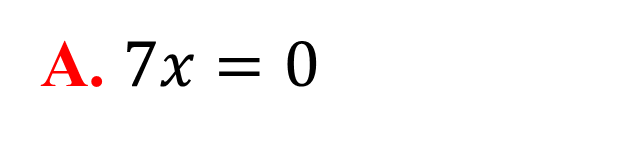 A. 7x = 0